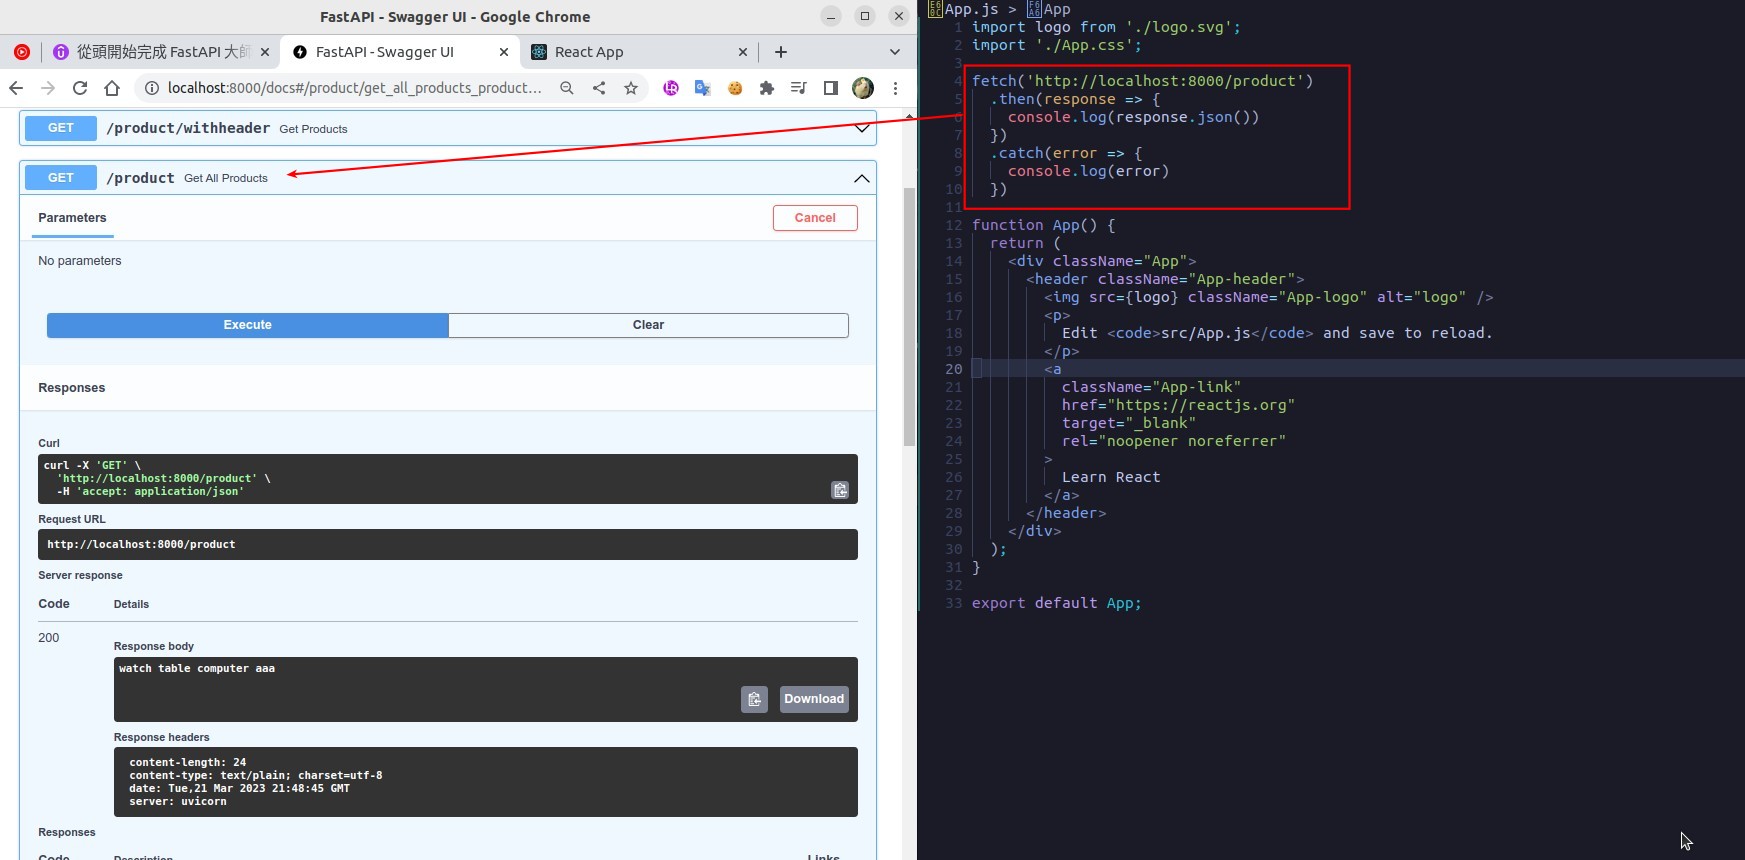 FastAPI - Swagger UI - Google Chrome
從頭開始完成 FastAPI 大師
FastAPI - Swagger UI
React App
localhost:8000/docs#/product/get_all_products_product...
GET /product/withheader Get Products
GET /product Get All Products
Parameters
Cancel
No parameters
Execute
Clear
Responses
Curl
curl -X 'GET' \
'http://localhost:8000/product' \
-H 'accept: application/json'
Request URL
http://localhost:8000/product
Server response
Code Details
200
Response body
watch table computer aaa
Download
Response headers
content-length: 24
content-type: text/plain; charset=utf-8
date: Tue,21 Mar 2023 21:48:45 GMT
server: uvicorn
Responses
Code Description Links
App.js > App
1 import logo from './logo.svg';
2 import './App.css';
3
4 fetch('http://localhost:8000/product')
5 .then(response => {
6 console.log(response.json())
7 })
8 .catch(error => {
9 console.log(error)
10 })
11
12 function App() {
13 return (
14 <div className="App">
15 <header className="App-header">
16 <img src={logo} className="App-logo" alt="logo" />
17 <p>
18 Edit <code>src/App.js</code> and save to reload.
19 </p>
20 <a
21 className="App-link"
22 href="https://reactjs.org"
23 target="_blank"
24 rel="noopener noreferrer"
25 >
26 Learn React
27 </a>
28 </header>
29 </div>
30 );
31 }
32
33 export default App;